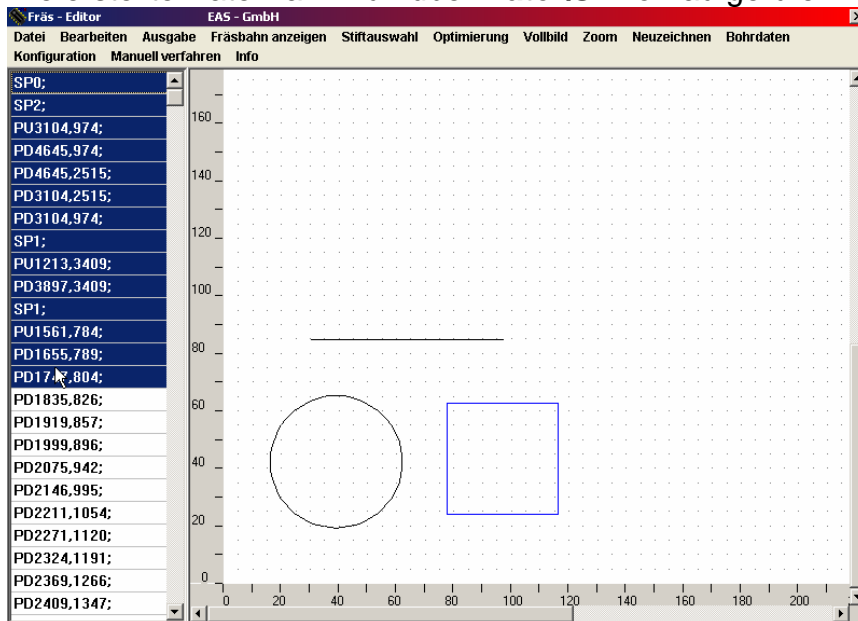 Fräs - Editor EAS - GmbH
Datei Bearbeiten Ausgabe Fräsbahn anzeigen Stiftauswahl Optimierung Vollbild Zoom Neuzeichnen Bohrdaten
Konfiguration Manuell verfahren Info
SP0;
SP2;
PU3104,974;
PD4645,974;
PD4645,2515;
PD3104,2515;
PD3104,974;
SP1;
PU1213,3409;
PD3897,3409;
SP1;
PU1561,784;
PD1655,789;
PD1747,804;
PD1835,826;
PD1919,857;
PD1999,896;
PD2075,942;
PD2146,995;
PD2211,1054;
PD2271,1120;
PD2324,1191;
PD2369,1266;
PD2409,1347;
160
140
120
100
80
60
40
20
0
0 20 40 60 80 100 120 140 160 180 200